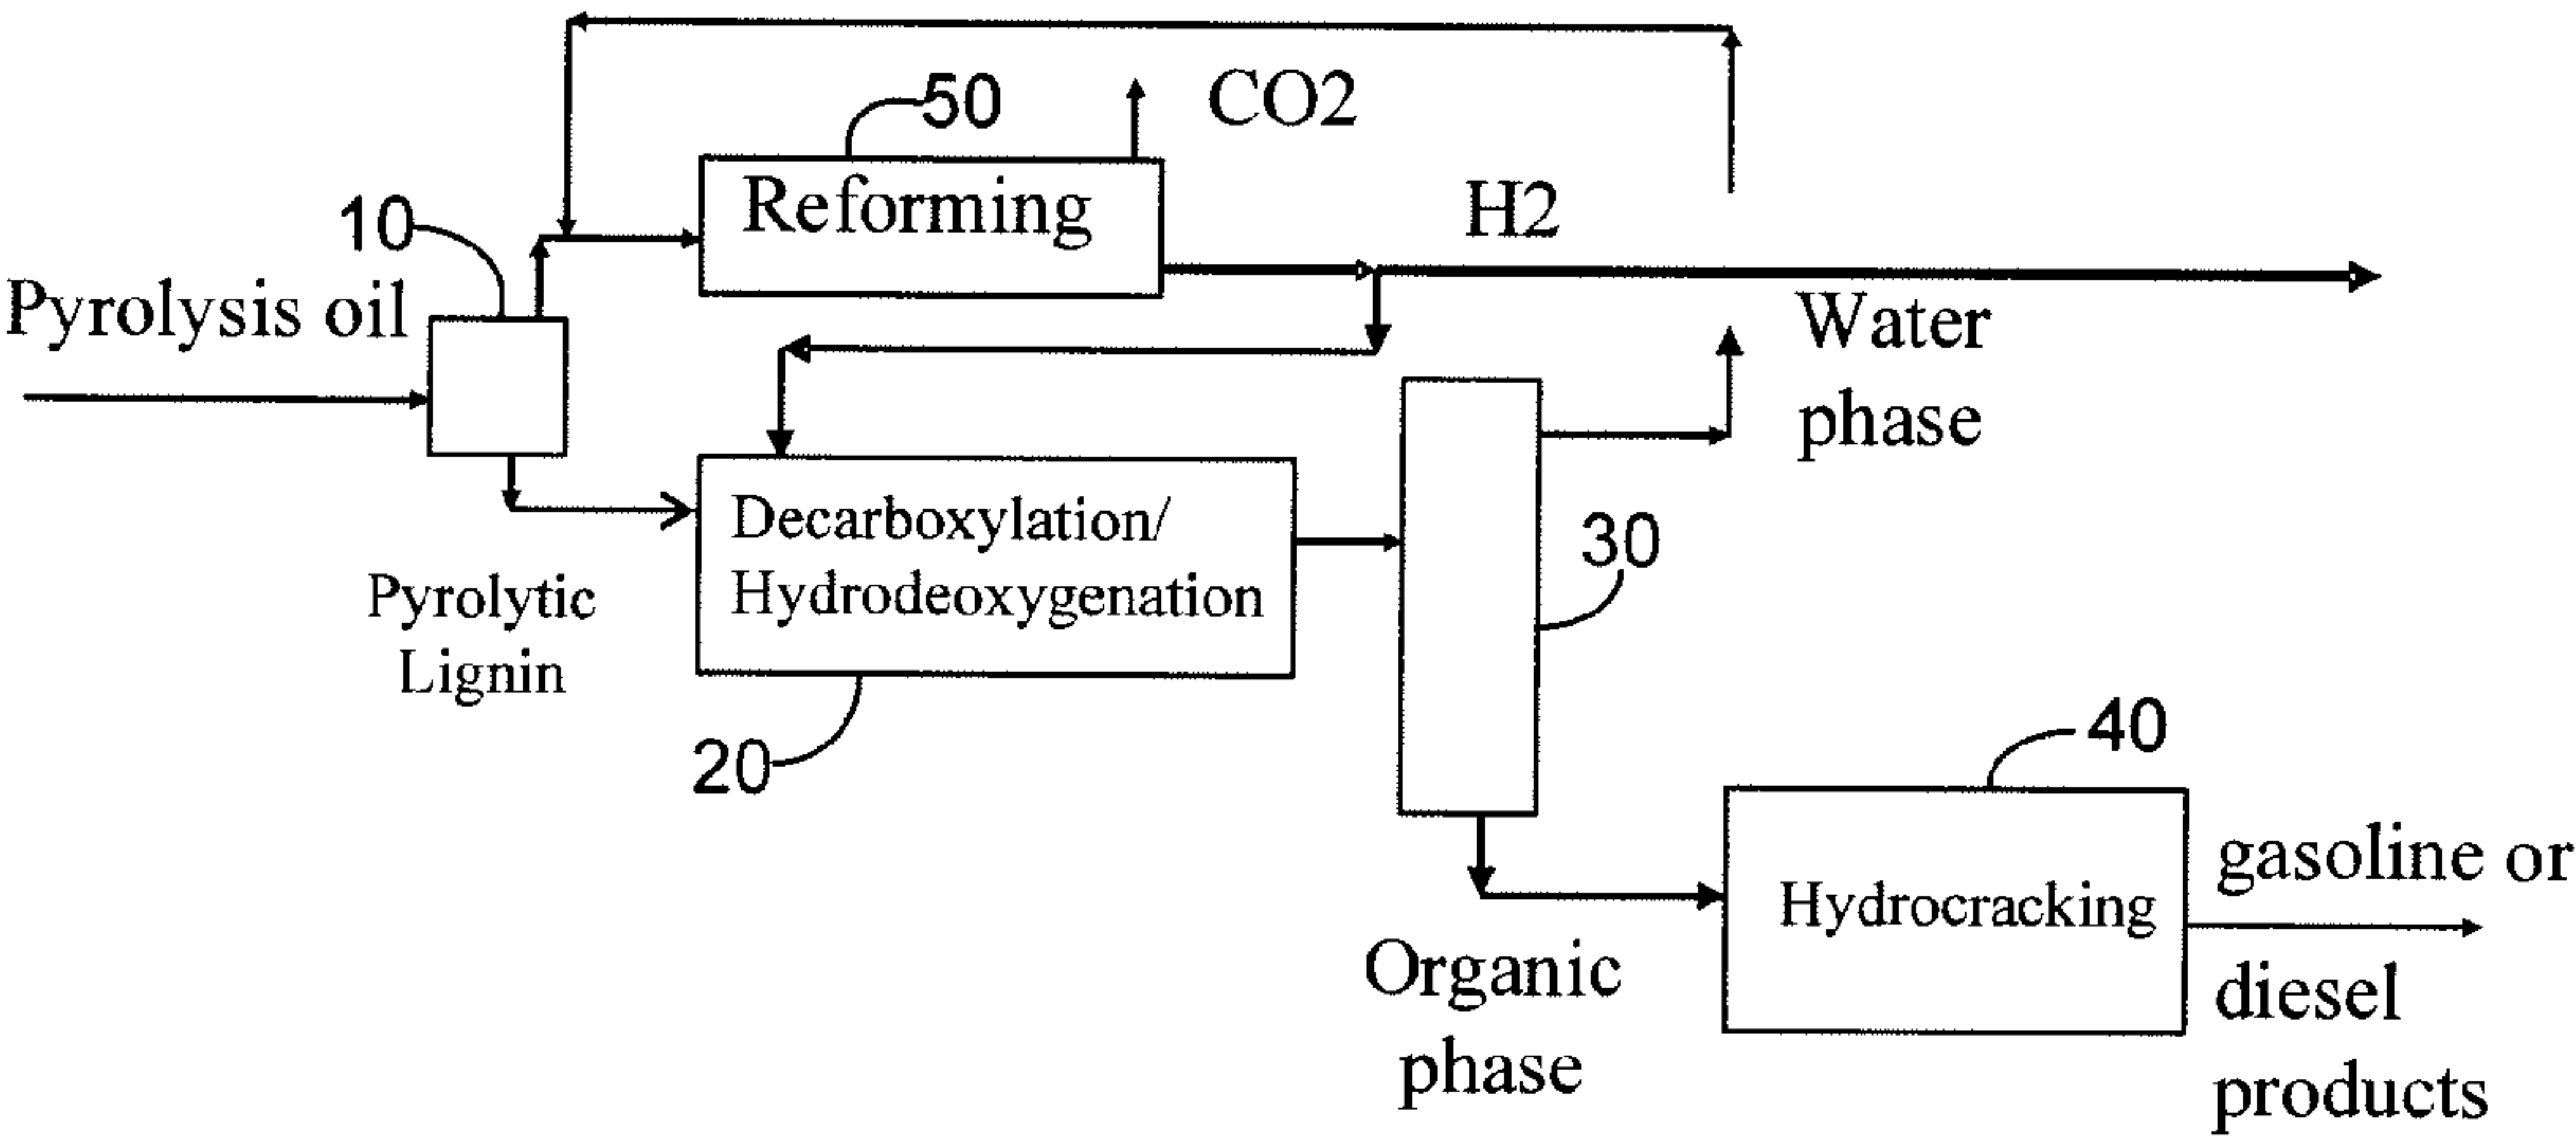 CO2
50
Reforming
H2
10
Pyrolysis oil
Water
phase
Decarboxylation/
Hydrodeoxygenation
30
Pyrolytic
Lignin
20
40
gasoline or
Hydrocracking
Organic
phase
diesel
products